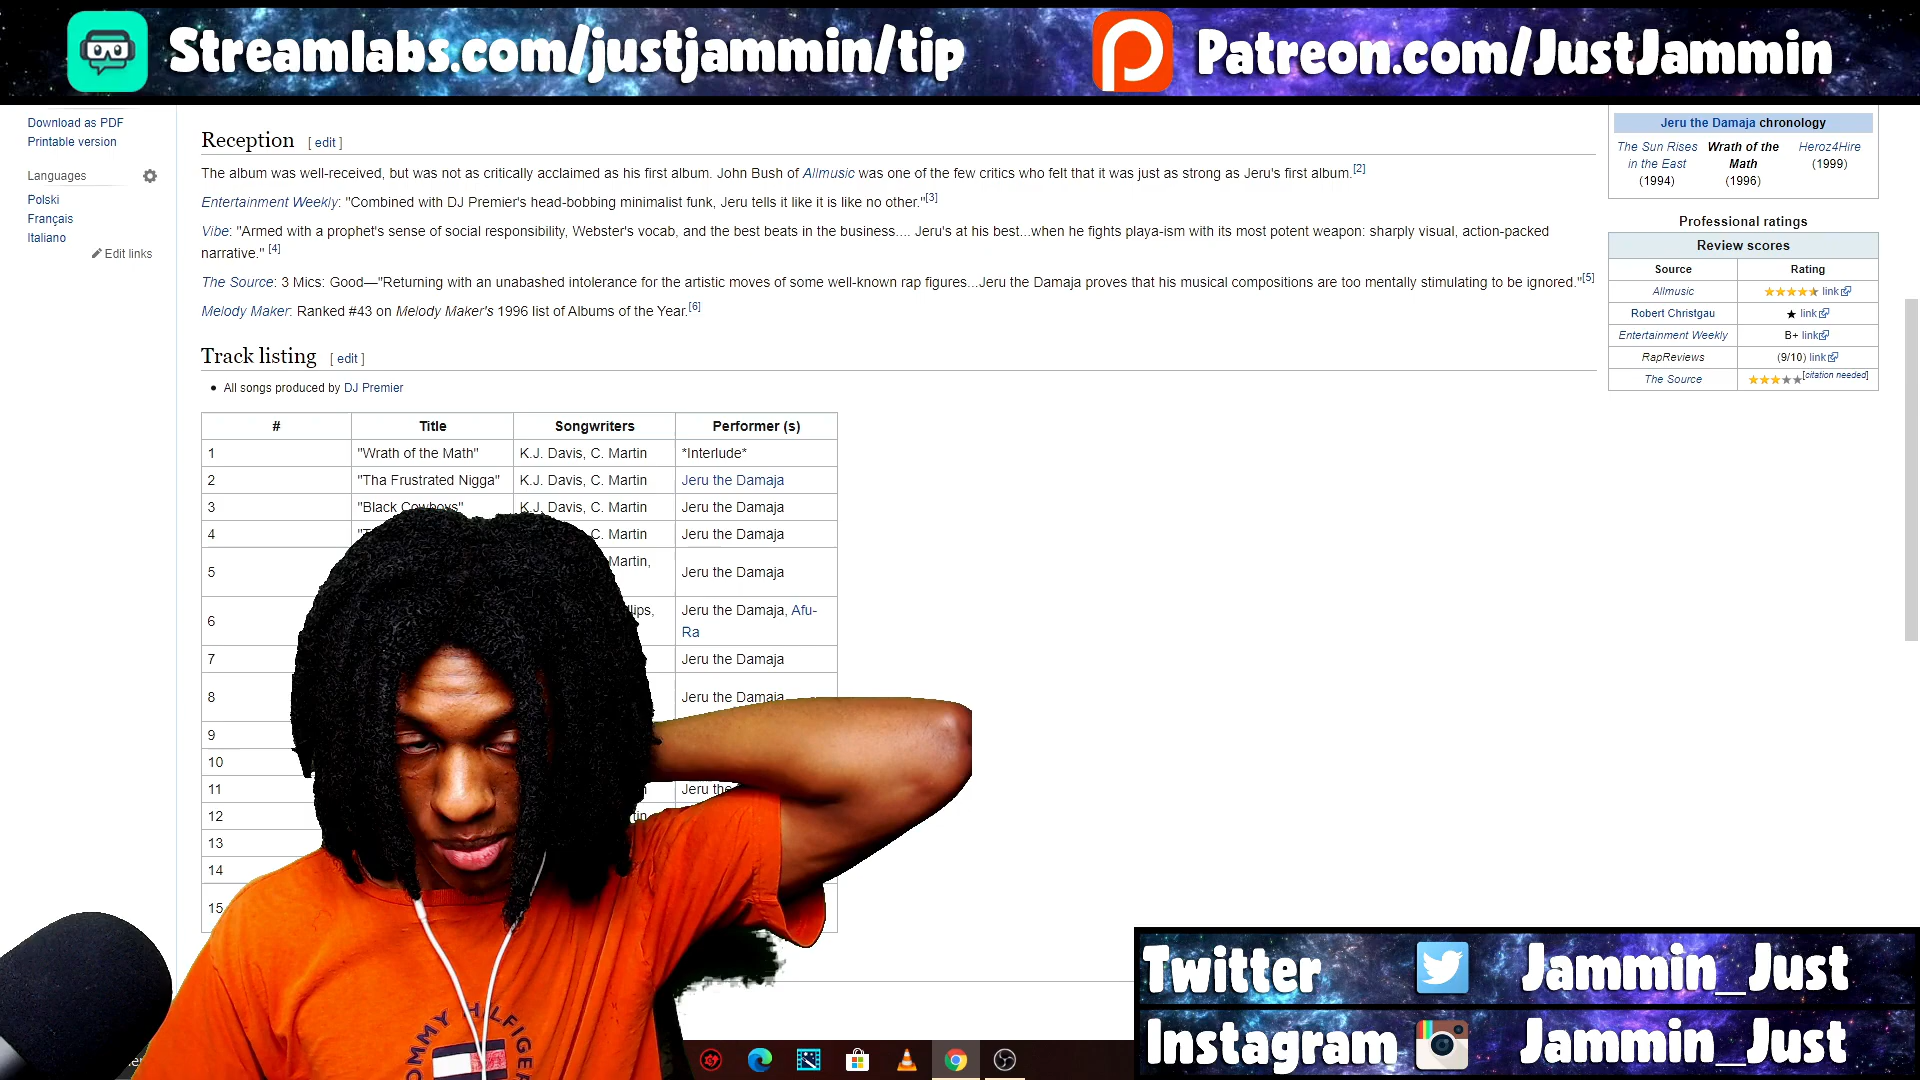 Streamlabs.com/justjammin/tip
Patreon.com/JustJammin
Download as PDF
Printable version
Languages
Polski
Français
Italiano
Edit links
Reception [ edit ]
The album was well-received, but was not as critically acclaimed as his first album. John Bush of Allmusic was one of the few critics who felt that it was just as strong as Jeru's first album.[2]
Entertainment Weekly: "Combined with DJ Premier's head-bobbing minimalist funk, Jeru tells it like it is like no other."[3]
Vibe: "Armed with a prophet's sense of social responsibility, Webster's vocab, and the best beats in the business.... Jeru's at his best...when he fights playa-ism with its most potent weapon: sharply visual, action-packed
narrative." [4]
The Source: 3 Mics: Good—"Returning with an unabashed intolerance for the artistic moves of some well-known rap figures...Jeru the Damaja proves that his musical compositions are too mentally stimulating to be ignored."[5]
Melody Maker: Ranked #43 on Melody Maker's 1996 list of Albums of the Year.[6]
Track listing [ edit ]
• All songs produced by DJ Premier
# Title Songwriters Performer (s)
1 "Wrath of the Math" K.J. Davis, C. Martin *Interlude*
2 "Tha Frustrated Nigga" K.J. Davis, C. Martin Jeru the Damaja
3 "Black Cowboys" K.J. Davis, C. Martin Jeru the Damaja
4 C. Martin Jeru the Damaja
5 Martin, Jeru the Damaja
6 Jeru the Damaja, Afu-
Ra
7 Jeru the Damaja
8 Jeru the Damaja
9
10
11 Jeru the
12
13
14
15
Jeru the Damaja chronology
The Sun Rises
in the East
(1994)
Wrath of the
Math
(1996)
Heroz4Hire
(1999)
Professional ratings
Review scores
Source Rating
Allmusic ★★★★ link
Robert Christgau ★ link
Entertainment Weekly B+ link
RapReviews (9/10) link
The Source ★★★★★[citation needed]
TOMMY HILFIGER
Twitter Jammin_Just
Instagram Jammin_Just